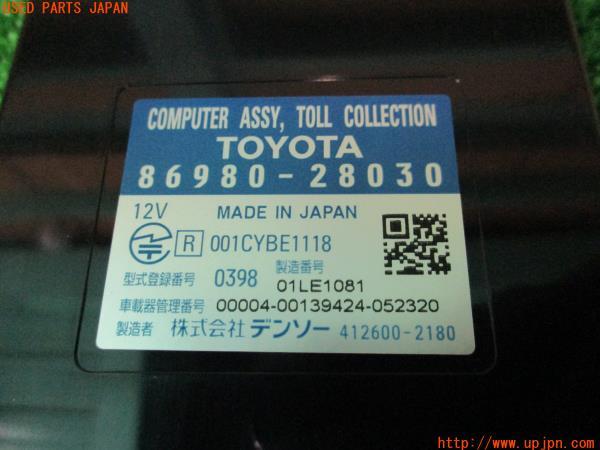 USED PARTS JAPAN
COMPUTER ASSY, TOLL COLLECTION
TOYOTA
86980-28030
12V MADE IN JAPAN
R 001CYBE1118
型式登録番号 0398 製造番号 01LE1081
車載器管理番号 00004-00139424-052320
製造者 株式会社デンソー 412600-2180
http://www.upjpn.com/